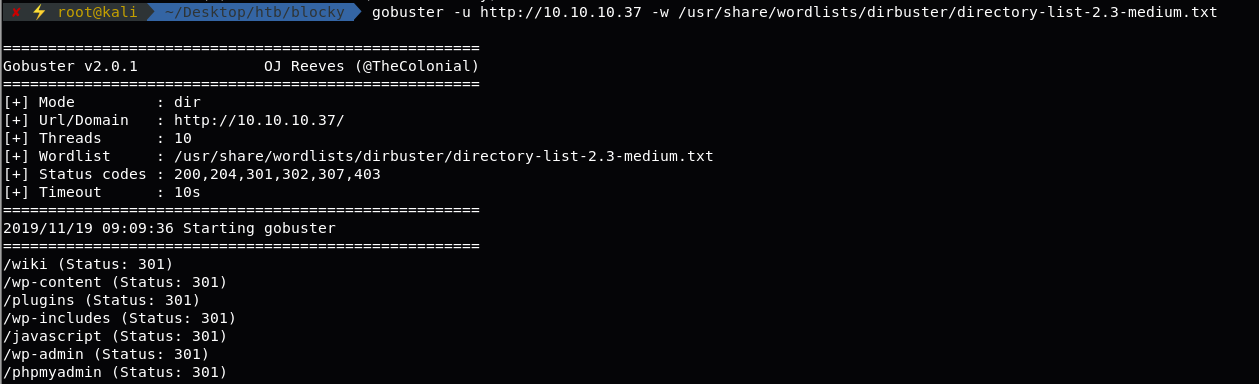 ✘ ⚡ root@kali ~/Desktop/htb/blocky gobuster -u http://10.10.10.37 -w /usr/share/wordlists/dirbuster/directory-list-2.3-medium.txt
=====================================================
Gobuster v2.0.1              OJ Reeves (@TheColonial)
=====================================================
[+] Mode         : dir
[+] Url/Domain   : http://10.10.10.37/
[+] Threads      : 10
[+] Wordlist     : /usr/share/wordlists/dirbuster/directory-list-2.3-medium.txt
[+] Status codes : 200,204,301,302,307,403
[+] Timeout      : 10s
=====================================================
2019/11/19 09:09:36 Starting gobuster
=====================================================
/wiki (Status: 301)
/wp-content (Status: 301)
/plugins (Status: 301)
/wp-includes (Status: 301)
/javascript (Status: 301)
/wp-admin (Status: 301)
/phpmyadmin (Status: 301)